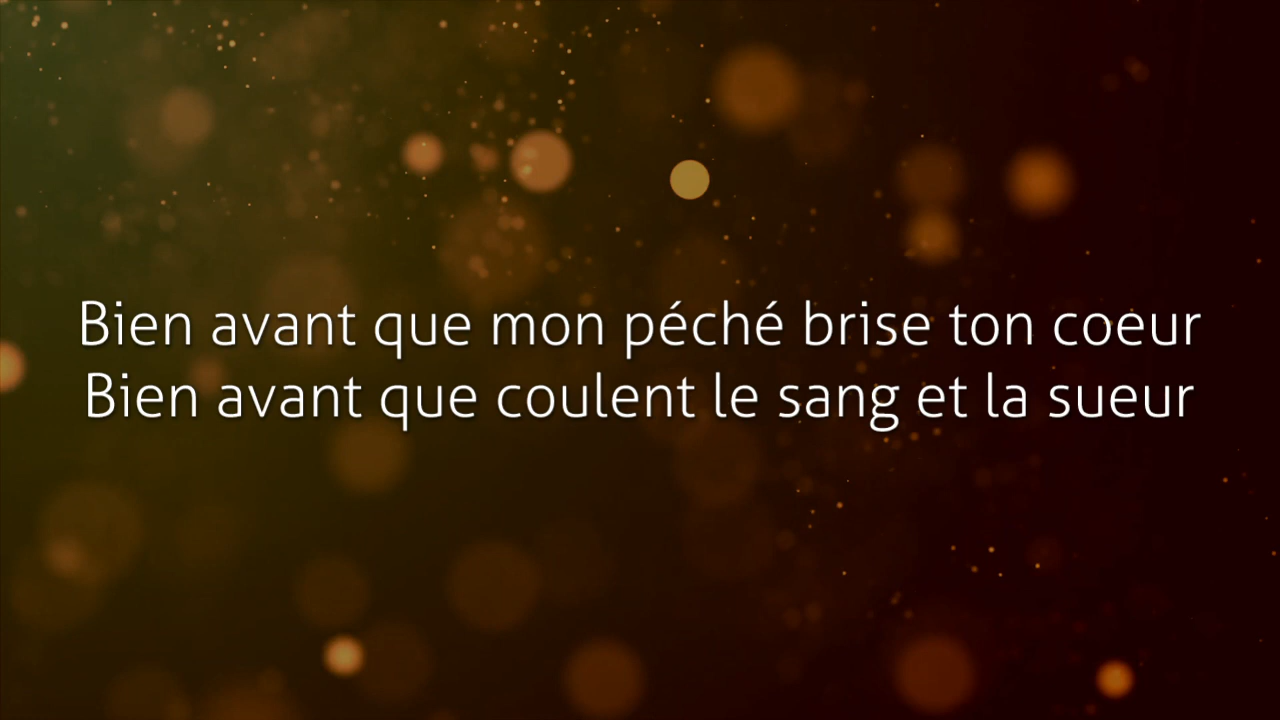 Bien avant que mon péché brise ton coeur
Bien avant que coulent le sang et la sueur